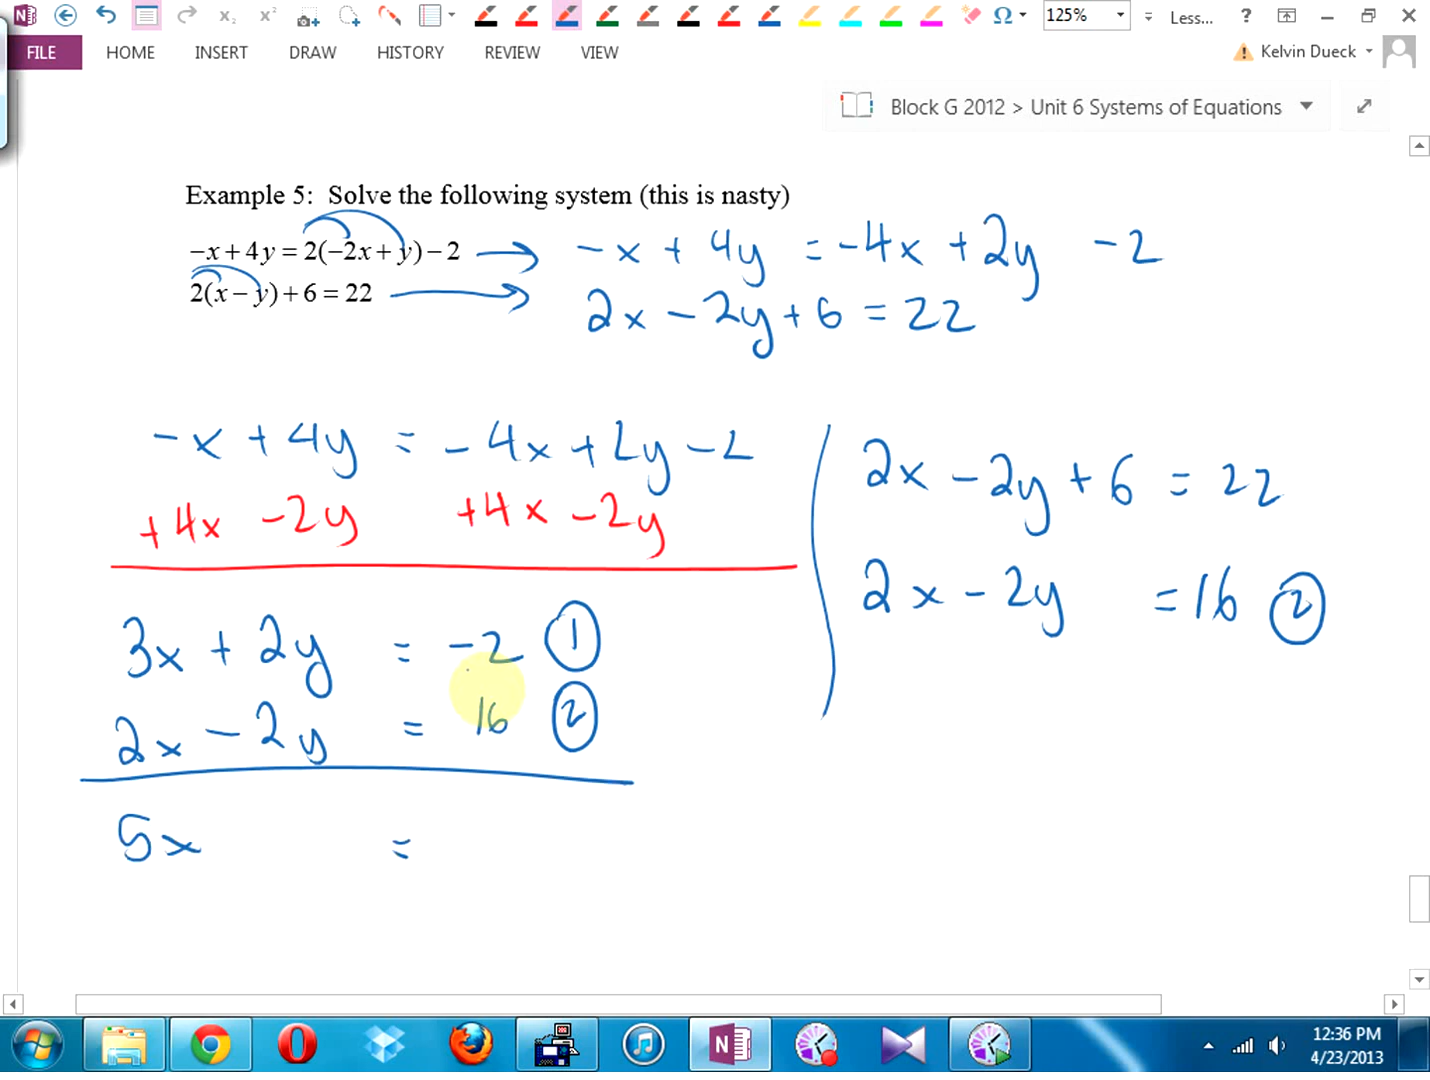 x₂ x² Ω 125% Less... ?
FILE HOME INSERT DRAW HISTORY REVIEW VIEW Kelvin Dueck
Block G 2012 > Unit 6 Systems of Equations
Example 5: Solve the following system (this is nasty)
−x + 4y = 2(−2x + y) − 2 → −x + 4y = −4x + 2y −2
2(x − y) + 6 = 22 → 2x − 2y + 6 = 22
−x + 4y = −4x + 2y − 2
+4x −2y +4x −2y
3x + 2y = −2 ①
2x − 2y = 16 ②
5x =
2x − 2y + 6 = 22
2x − 2y = 16 ②
12:36 PM
4/23/2013